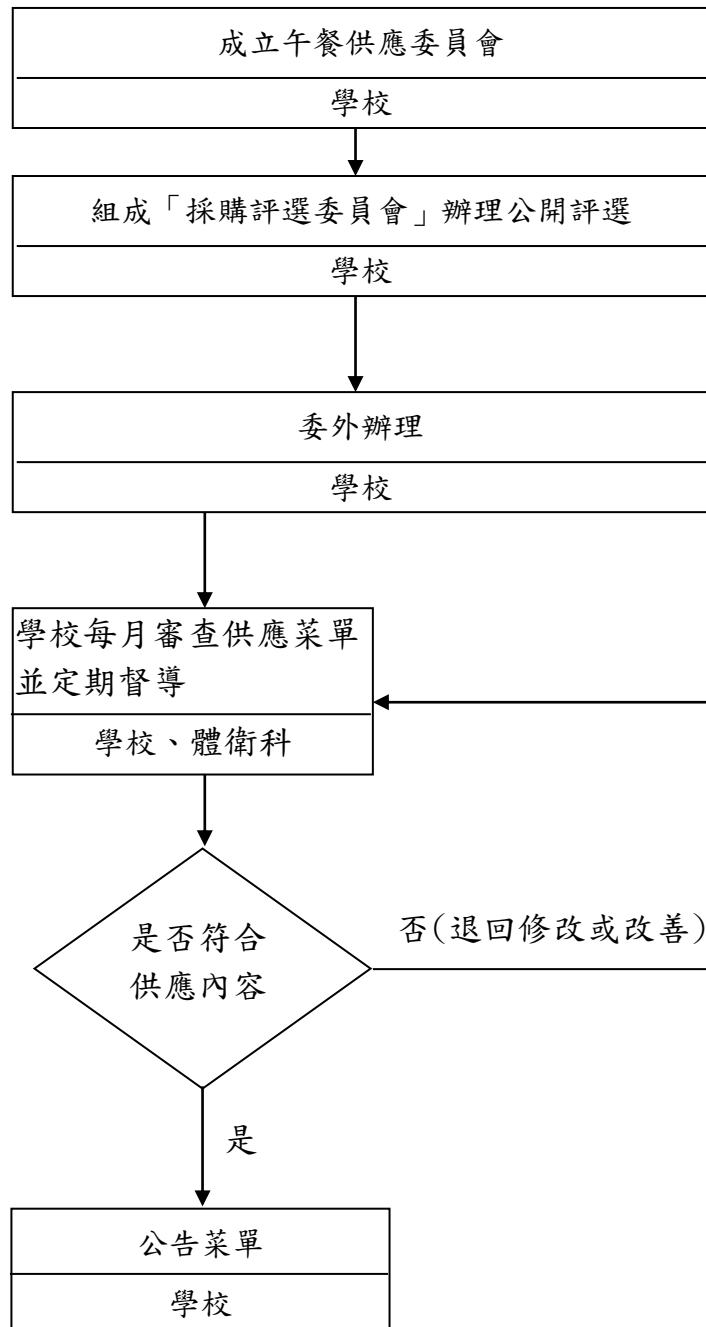 成立午餐供應委員會
學校
組成「採購評選委員會」辦理公開評選
學校
委外辦理
學校
學校每月審查供應菜單
並定期督導
學校、體衛科
是否符合
供應內容
否(退回修改或改善)
是
公告菜單
學校